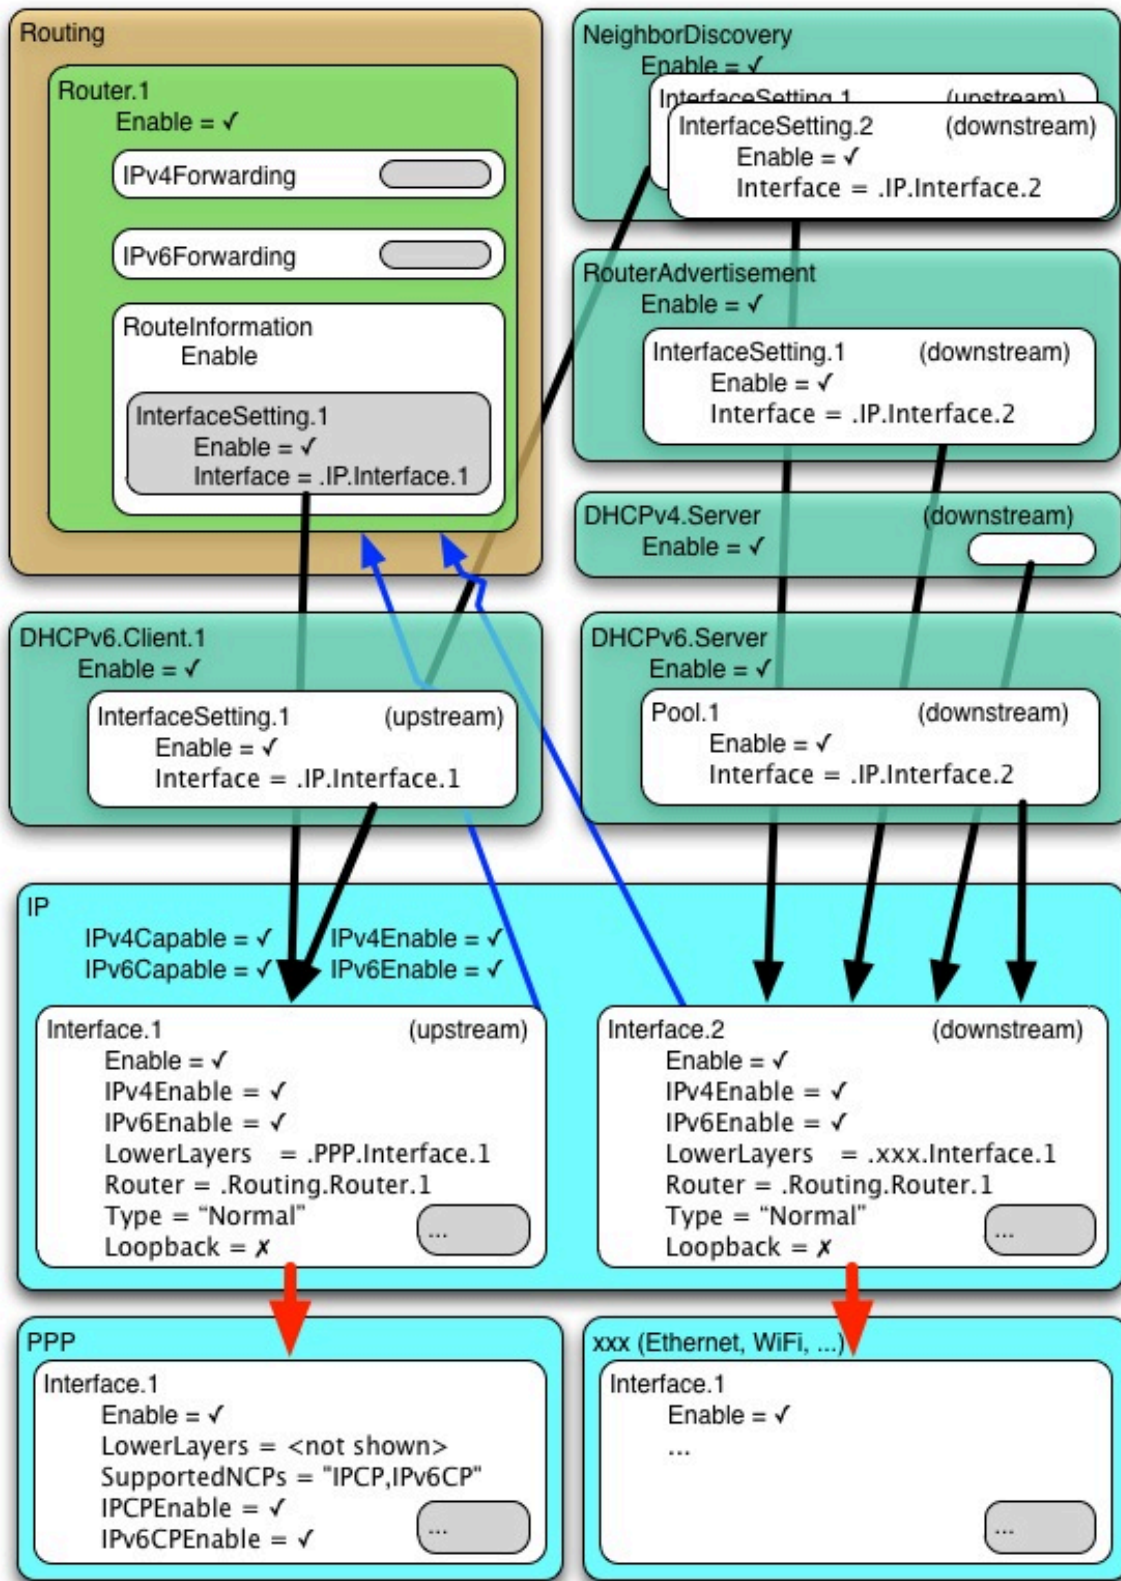 Routing
Router.1
Enable = ✓
IPv4Forwarding
IPv6Forwarding
RouteInformation
Enable
InterfaceSetting.1
Enable = ✓
Interface = .IP.Interface.1
NeighborDiscovery
Enable = ✓
InterfaceSetting.1 (upstream)
InterfaceSetting.2 (downstream)
Enable = ✓
Interface = .IP.Interface.2
RouterAdvertisement
Enable = ✓
InterfaceSetting.1 (downstream)
Enable = ✓
Interface = .IP.Interface.2
DHCPv4.Server (downstream)
Enable = ✓
DHCPv6.Client.1
Enable = ✓
InterfaceSetting.1 (upstream)
Enable = ✓
Interface = .IP.Interface.1
DHCPv6.Server
Enable = ✓
Pool.1 (downstream)
Enable = ✓
Interface = .IP.Interface.2
IP
IPv4Capable = ✓ IPv4Enable = ✓
IPv6Capable = ✓ IPv6Enable = ✓
Interface.1 (upstream)
Enable = ✓
IPv4Enable = ✓
IPv6Enable = ✓
LowerLayers = .PPP.Interface.1
Router = .Routing.Router.1
Type = “Normal”
Loopback = ✗
...
Interface.2 (downstream)
Enable = ✓
IPv4Enable = ✓
IPv6Enable = ✓
LowerLayers = .xxx.Interface.1
Router = .Routing.Router.1
Type = “Normal”
Loopback = ✗
...
PPP
Interface.1
Enable = ✓
LowerLayers = <not shown>
SupportedNCPs = "IPCP,IPv6CP"
IPCPEnable = ✓
IPv6CPEnable = ✓
...
xxx (Ethernet, WiFi, ...)
Interface.1
Enable = ✓
...
...